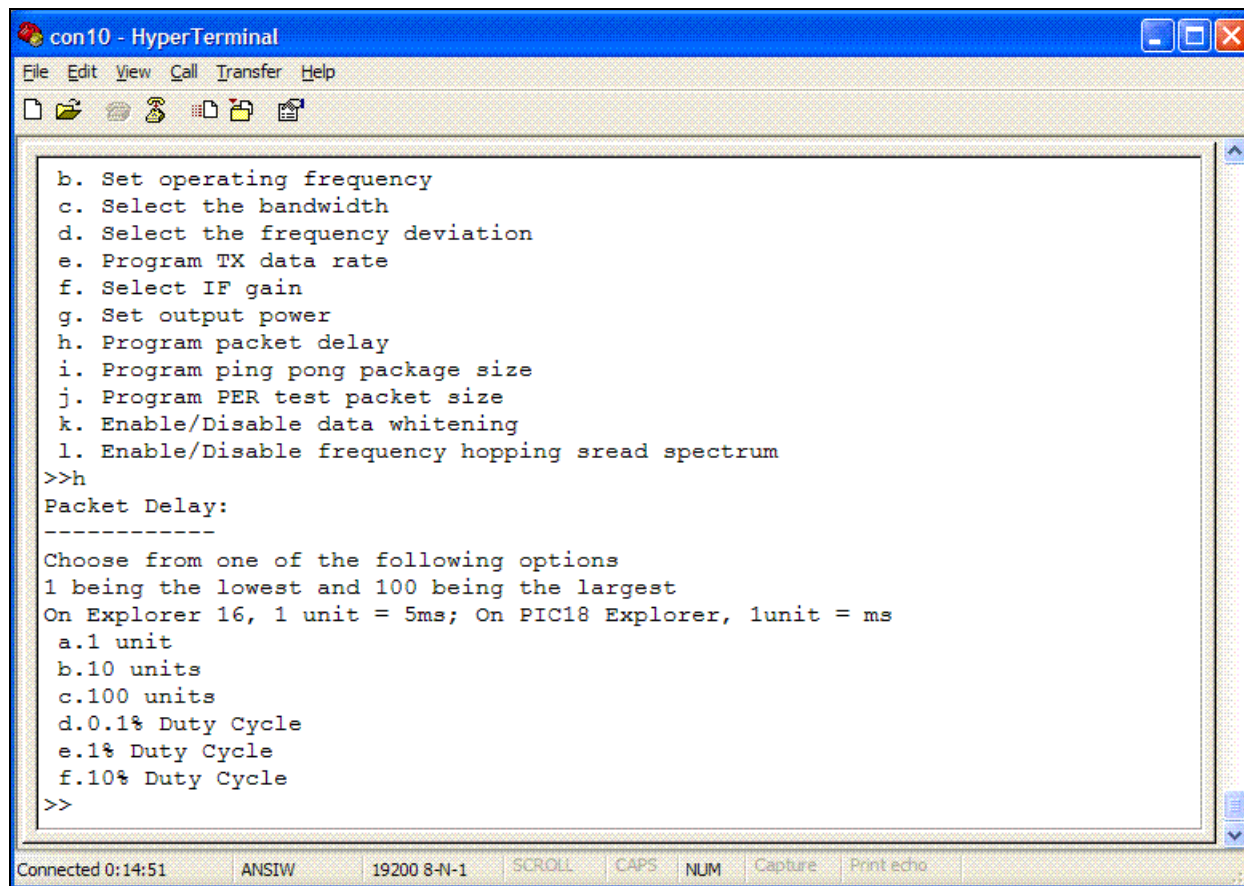 con10 - HyperTerminal
File Edit View Call Transfer Help
b. Set operating frequency
c. Select the bandwidth
d. Select the frequency deviation
e. Program TX data rate
f. Select IF gain
g. Set output power
h. Program packet delay
i. Program ping pong package size
j. Program PER test packet size
k. Enable/Disable data whitening
l. Enable/Disable frequency hopping sread spectrum
>>h
Packet Delay:
------------
Choose from one of the following options
1 being the lowest and 100 being the largest
On Explorer 16, 1 unit = 5ms; On PIC18 Explorer, 1unit = ms
a.1 unit
b.10 units
c.100 units
d.0.1% Duty Cycle
e.1% Duty Cycle
f.10% Duty Cycle
>>
Connected 0:14:51 ANSIW 19200 8-N-1 SCROLL CAPS NUM Capture Print echo